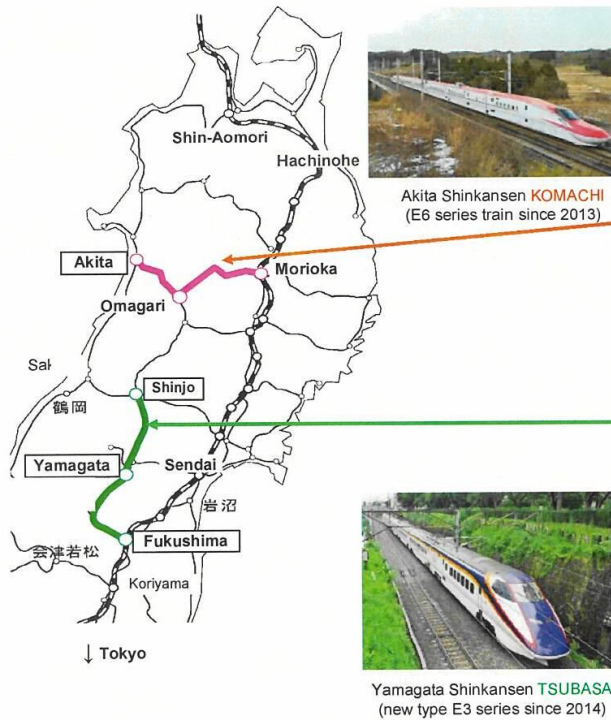 Shin-Aomori
Hachinohe
Akita Shinkansen KOMACHI
(E6 series train since 2013)
Akita
Morioka
Omagari
Sal
Shinjo
鶴岡
Yamagata
Sendai
岩沼
Fukushima
会津若松
Koriyama
↓ Tokyo
Yamagata Shinkansen TSUBASA
(new type E3 series since 2014)